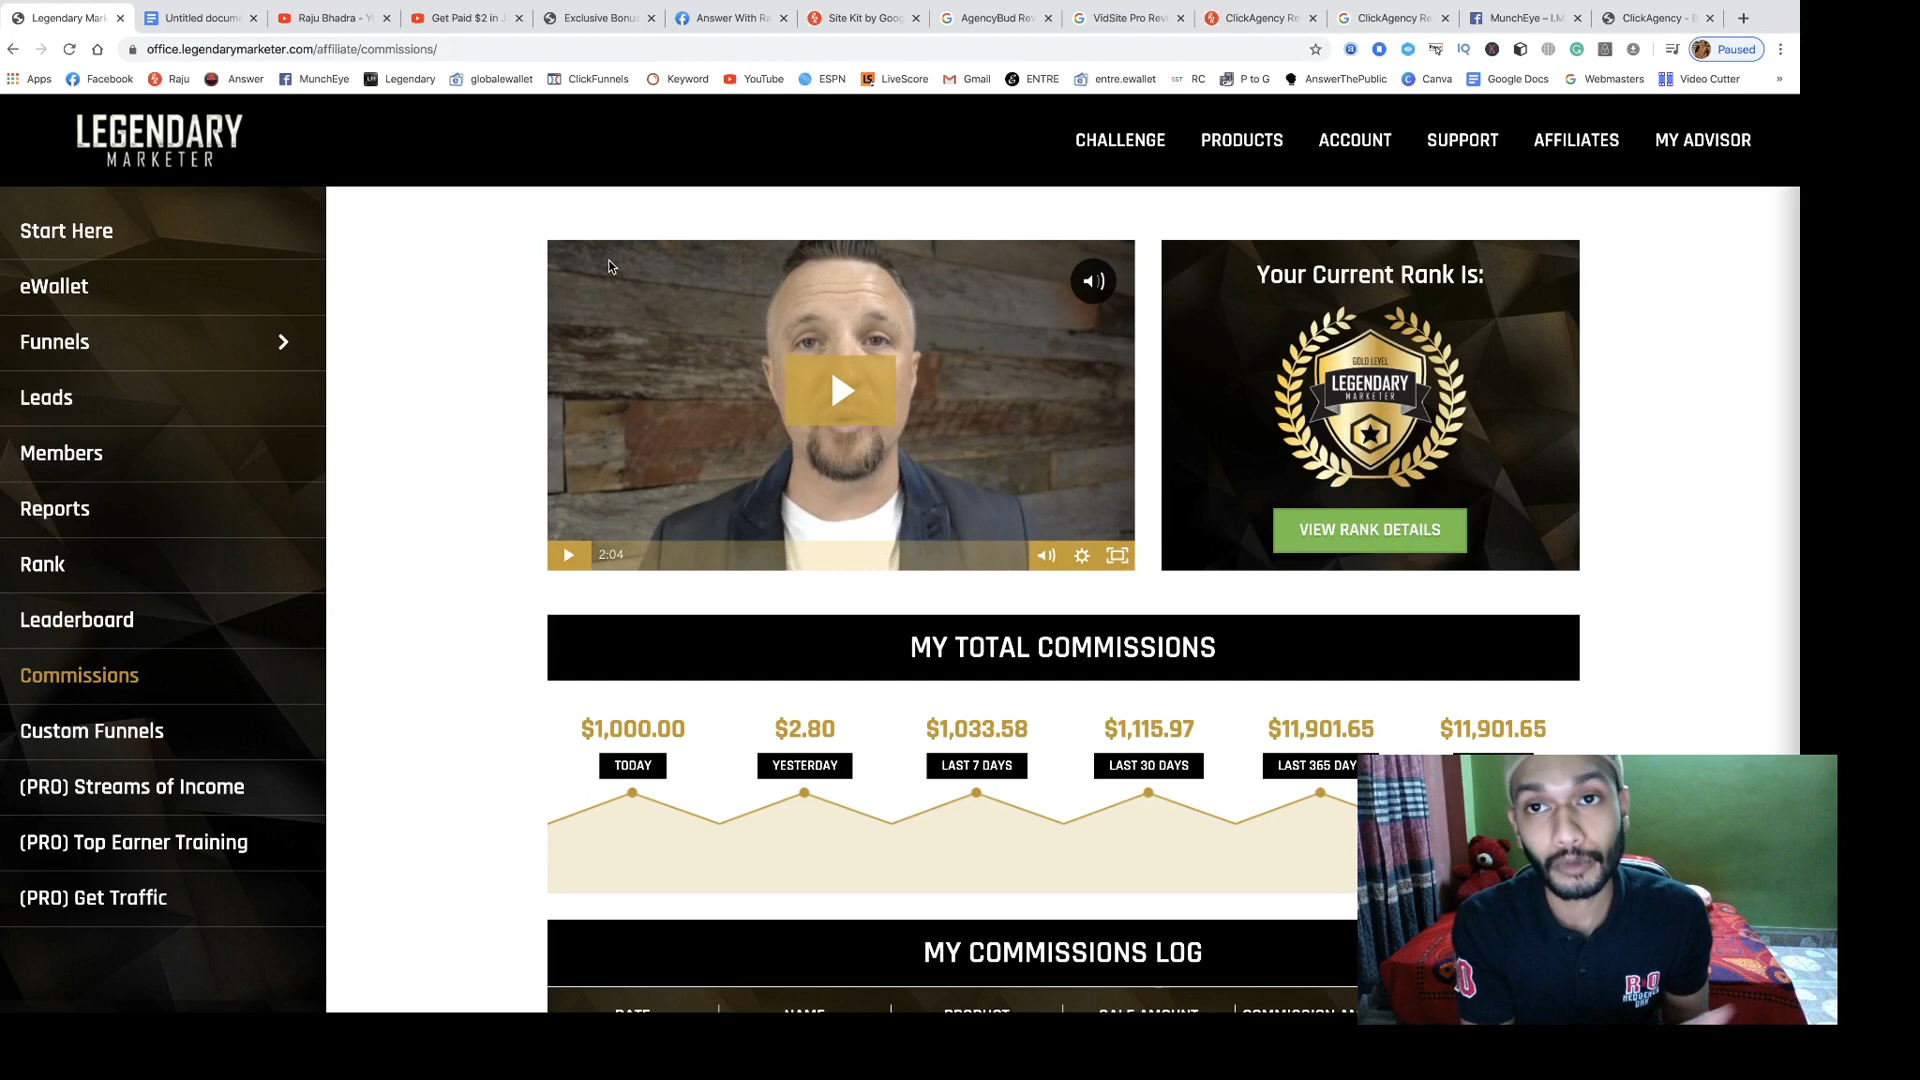 Legendary Mark
Untitled docum
Raju Bhadra - Y
Get Paid $2 in
Exclusive Bonu
Answer With Ra
Site Kit by Goo
AgencyBud Rev
VidSite Pro Rev
ClickAgency Re
ClickAgency Re
MunchEye – I.M
ClickAgency – B
office.legendarymarketer.com/affiliate/commissions/
Paused
Apps
Facebook
Raju
Answer
MunchEye
Legendary
globalewallet
ClickFunnels
Keyword
YouTube
ESPN
LiveScore
Gmail
ENTRE
entre.ewallet
RC
P to G
AnswerThePublic
Canva
Google Docs
Webmasters
Video Cutter
»
LEGENDARY
MARKETER
CHALLENGE
PRODUCTS
ACCOUNT
SUPPORT
AFFILIATES
MY ADVISOR
Start Here
eWallet
Funnels
Leads
Members
Reports
Rank
Leaderboard
Commissions
Custom Funnels
(PRO) Streams of Income
(PRO) Top Earner Training
(PRO) Get Traffic
2:04
Your Current Rank Is:
GOLD LEVEL
LEGENDARY
MARKETER
VIEW RANK DETAILS
MY TOTAL COMMISSIONS
$1,000.00
$2.80
$1,033.58
$1,115.97
$11,901.65
$11,901.65
TODAY
YESTERDAY
LAST 7 DAYS
LAST 30 DAYS
LAST 365 DAY
MY COMMISSIONS LOG
DATE
NAME
PRODUCT
SALE AMOUNT
COMMISSION AM